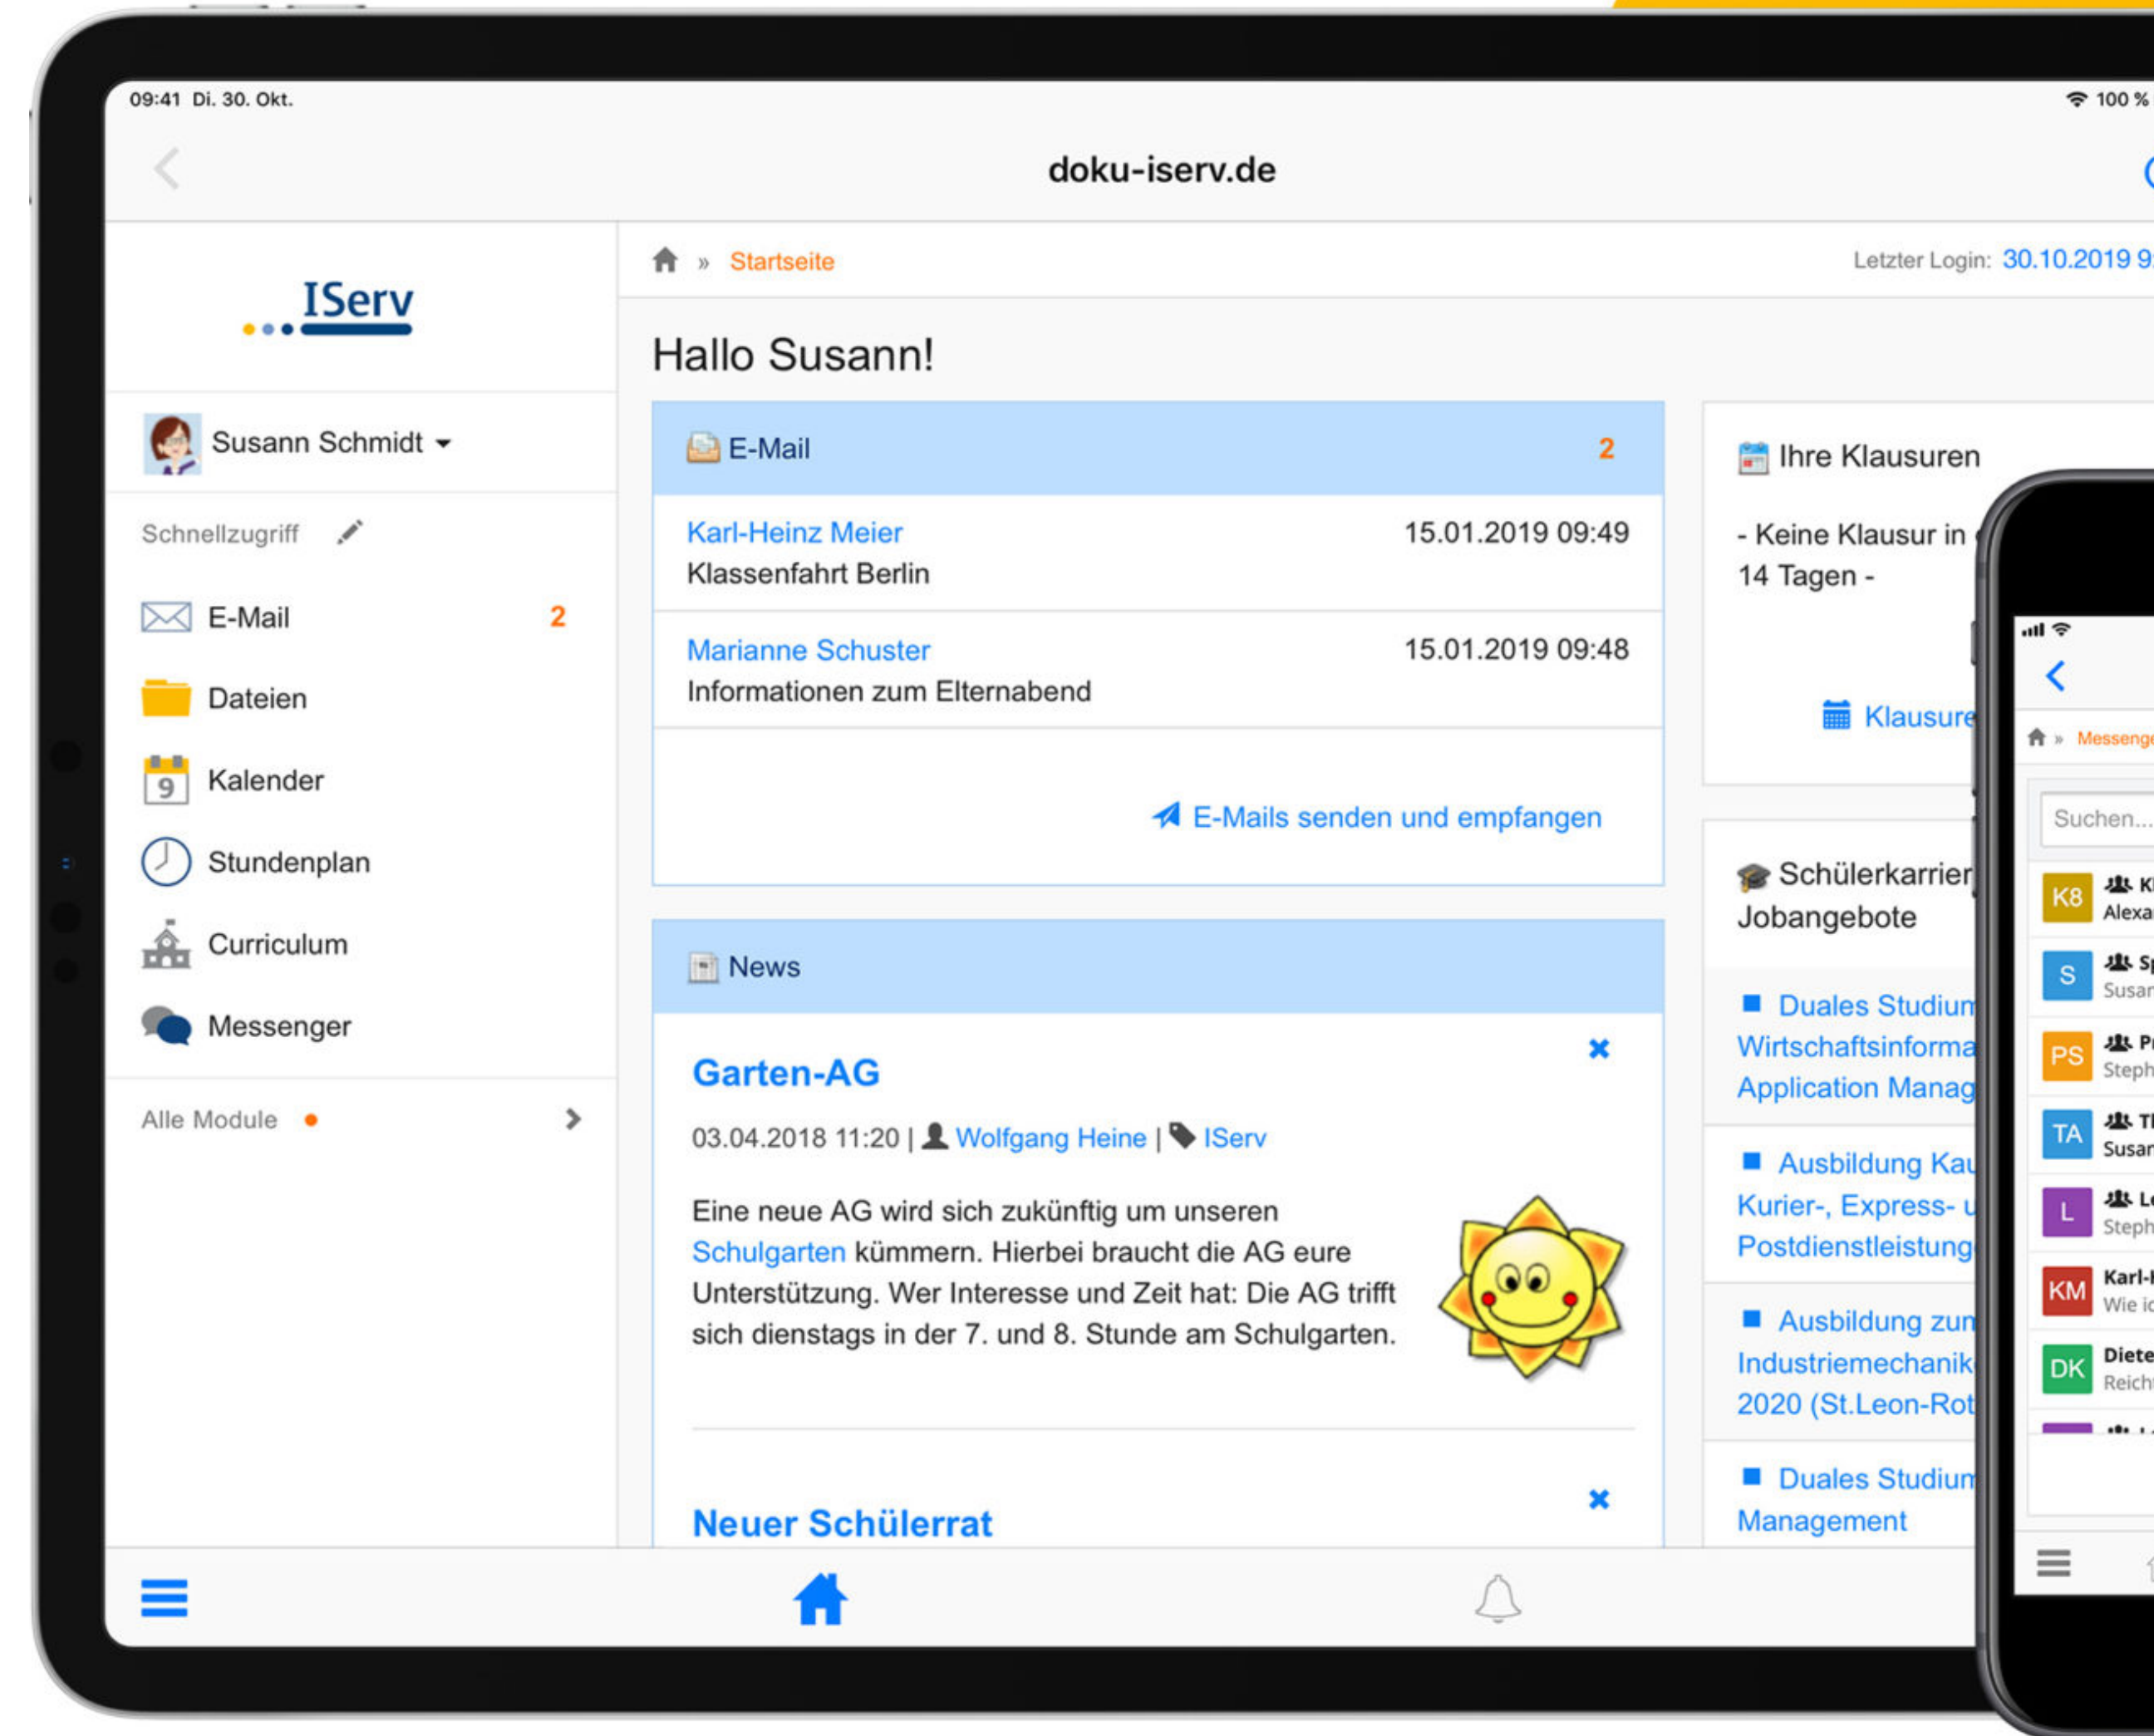 09:41 Di. 30. Okt.
100 %
doku-iserv.de
IServ
» Startseite
Letzter Login: 30.10.2019
Hallo Susann!
Susann Schmidt
Schnellzugriff
E-Mail 2
Dateien
9
Kalender
Stundenplan
Curriculum
Messenger
Alle Module
E-Mail 2
Karl-Heinz Meier 15.01.2019 09:49
Klassenfahrt Berlin
Marianne Schuster 15.01.2019 09:48
Informationen zum Elternabend
E-Mails senden und empfangen
News
Garten-AG
03.04.2018 11:20 | Wolfgang Heine | IServ
Eine neue AG wird sich zukünftig um unseren
Schulgarten kümmern. Hierbei braucht die AG eure
Unterstützung. Wer Interesse und Zeit hat: Die AG trifft
sich dienstags in der 7. und 8. Stunde am Schulgarten.
Neuer Schülerrat
Ihre Klausuren
- Keine Klausur in
14 Tagen -
Jobangebote
Duales
Application
Ausbildung
Kurier-, Express-
Ausbildung
2020
Duales
Management
»
Suchen...
K8
S
PS
TA
L
KM
Wie
DK